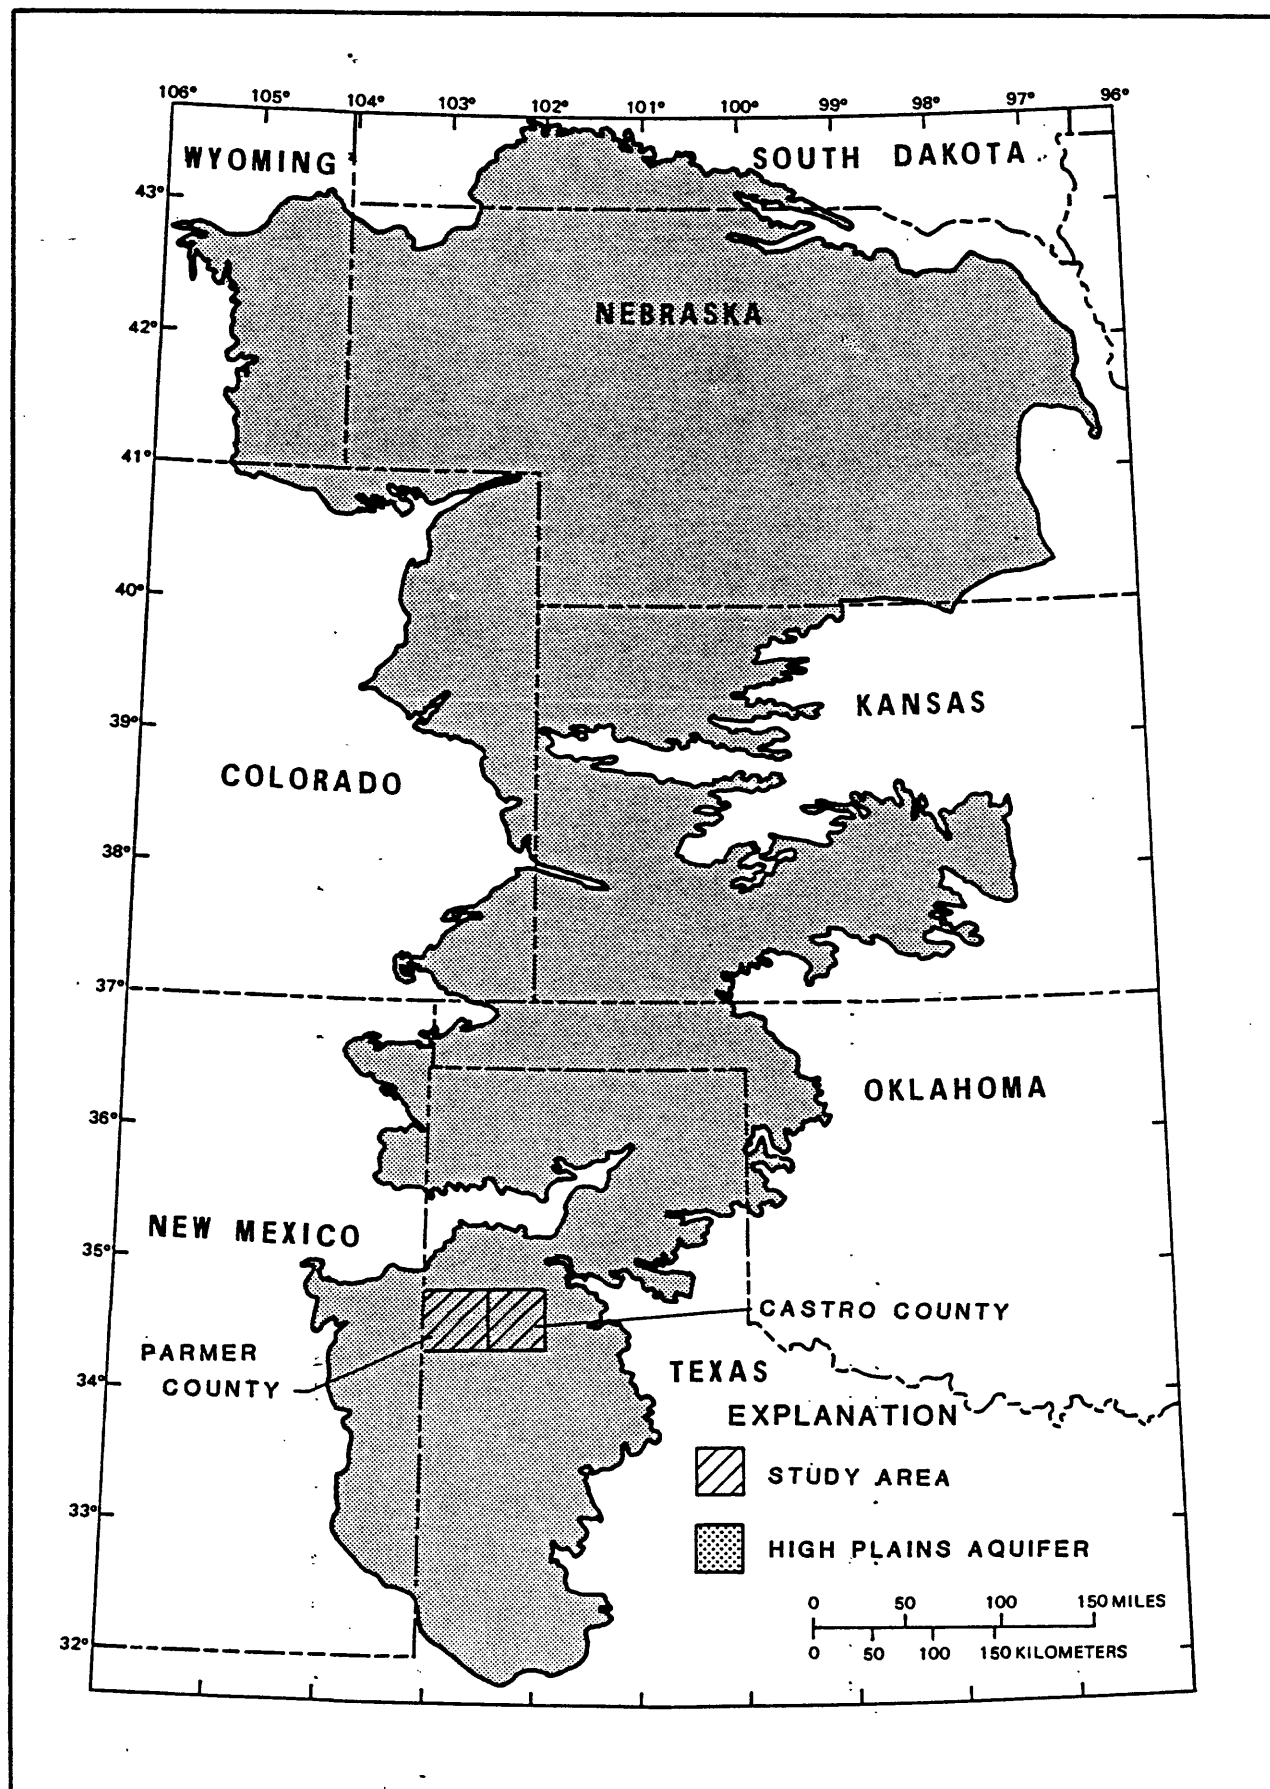 106° 105° 104° 103° 102° 101° 100° 99° 98° 97° 96°
WYOMING
SOUTH DAKOTA
43°
NEBRASKA
42°
41°
40°
KANSAS
39°
COLORADO
38°
37°
OKLAHOMA
36°
NEW MEXICO
35°
CASTRO COUNTY
PARMER
COUNTY
TEXAS
34°
EXPLANATION
STUDY AREA
33°
HIGH PLAINS AQUIFER
0 50 100 150 MILES
0 50 100 150 KILOMETERS
32°